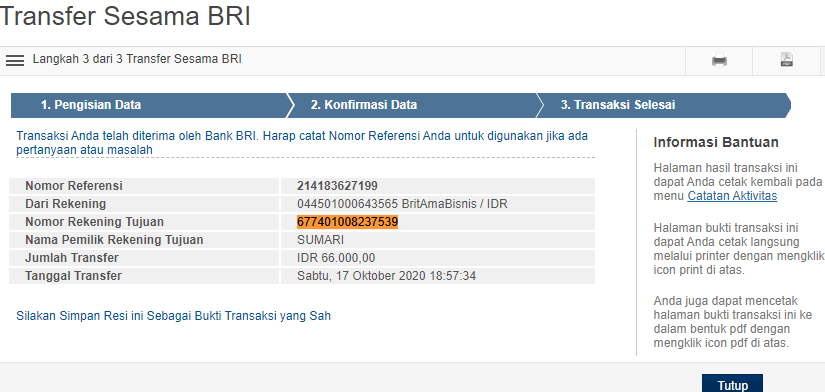 Transfer Sesama BRI
Langkah 3 dari 3 Transfer Sesama BRI
1. Pengisian Data
2. Konfirmasi Data
3. Transaksi Selesai
Transaksi Anda telah diterima oleh Bank BRI. Harap catat Nomor Referensi Anda untuk digunakan jika ada
pertanyaan atau masalah
Nomor Referensi 214183627199
Dari Rekening 044501000643565 BritAmaBisnis / IDR
Nomor Rekening Tujuan 677401008237539
Nama Pemilik Rekening Tujuan SUMARI
Jumlah Transfer IDR 66.000,00
Tanggal Transfer Sabtu, 17 Oktober 2020 18:57:34
Silakan Simpan Resi ini Sebagai Bukti Transaksi yang Sah
Informasi Bantuan
Halaman hasil transaksi ini
dapat Anda cetak kembali pada
menu Catatan Aktivitas
Halaman bukti transaksi ini
dapat Anda cetak langsung
melalui printer dengan mengklik
icon print di atas.
Anda juga dapat mencetak
halaman bukti transaksi ini ke
dalam bentuk pdf dengan
mengklik icon pdf di atas.
Tutup